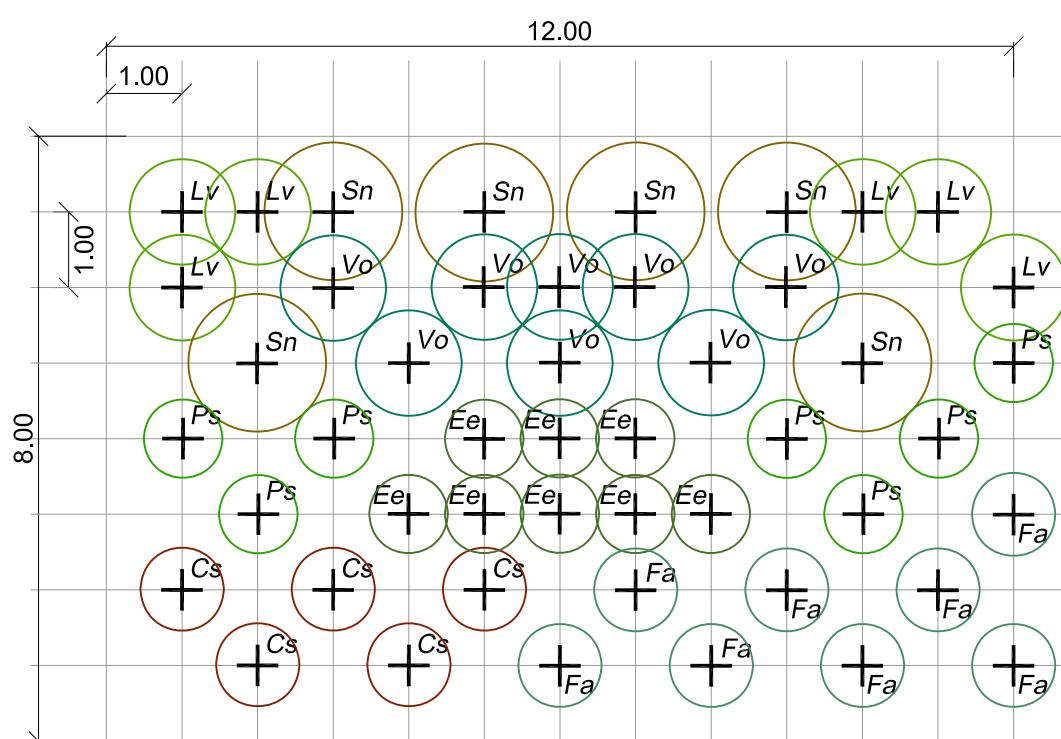 12.00
1.00
Lv Lv Sn Sn Sn Sn Lv Lv
1.00
Lv Vo Vo Vo Vo Vo Lv
Sn Vo Vo Vo Sn Ps
8.00
Ps Ps Ee Ee Ee Ps Ps
Ps Ee Ee Ee Ee Ee Ps Fa
Cs Cs Cs Fa Fa Fa
Cs Cs Fa Fa Fa Fa